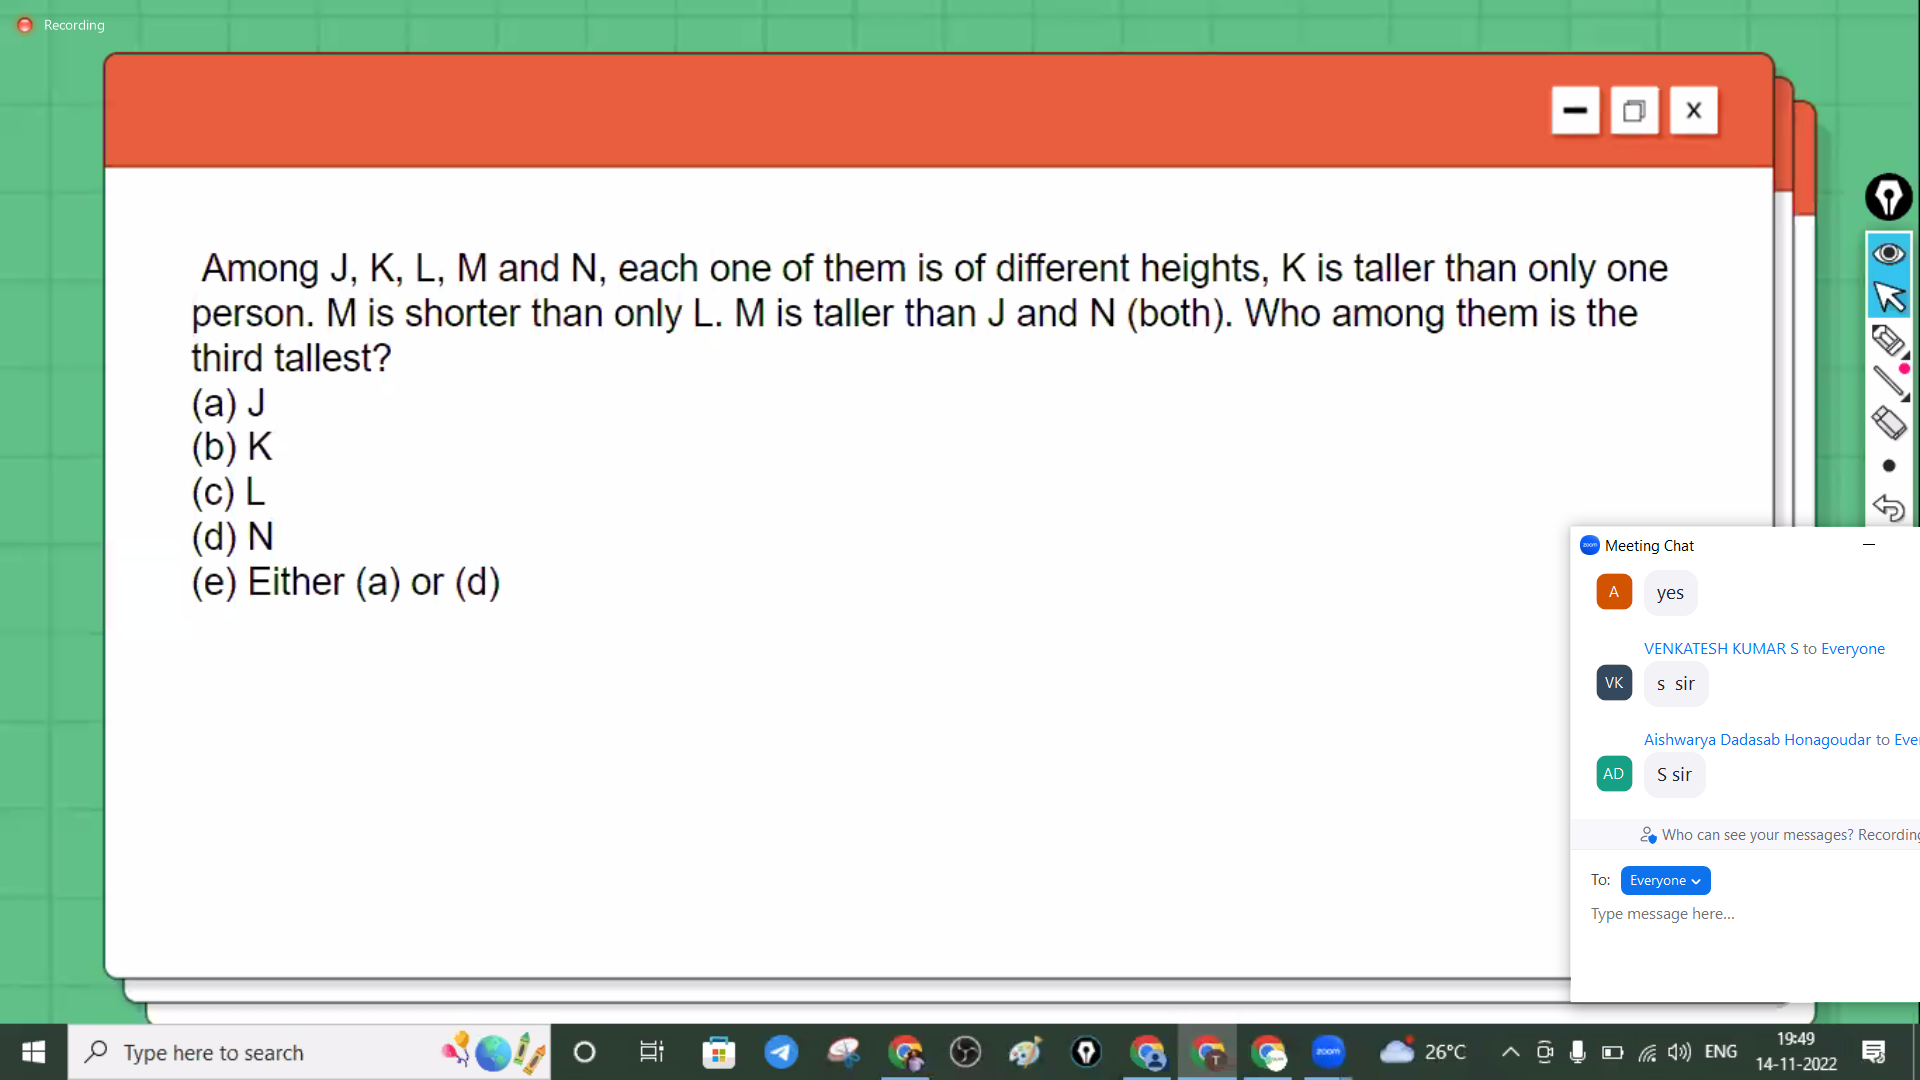 Recording
Among J, K, L, M and N, each one of them is of different heights, K is taller than only one
person. M is shorter than only L. M is taller than J and N (both). Who among them is the
third tallest?
(a) J
(b) K
(c) L
(d) N
(e) Either (a) or (d)
zoom Meeting Chat
A yes
VENKATESH KUMAR S to Everyone
VK s sir
Aishwarya Dadasab Honagoudar to Eve
AD S sir
Who can see your messages? Recording
To: Everyone
Type message here...
Type here to search
T
zoom
26°C
ENG
19:49
14-11-2022